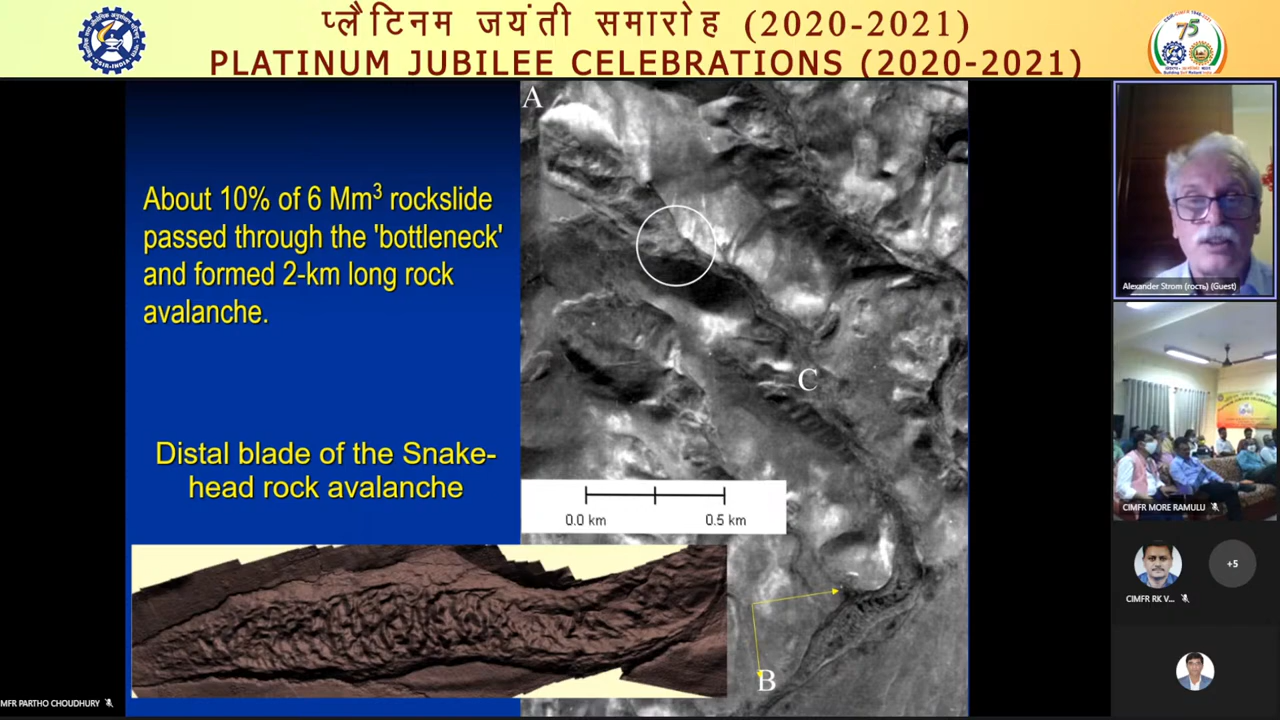 प्लैटिनम जयंती समारोह (2020-2021)
PLATINUM JUBILEE CELEBRATIONS (2020-2021)
75
About 10% of 6 Mm³ rockslide
passed through the 'bottleneck'
and formed 2-km long rock
avalanche.
Distal blade of the Snake-
head rock avalanche
A
C
0.0 km 0.5 km
B
Alexander Strom (гость) (Guest)
CIMFR MORE RAMULU
CIMFR RK V...
+5
MFR PARTHO CHOUDHURY